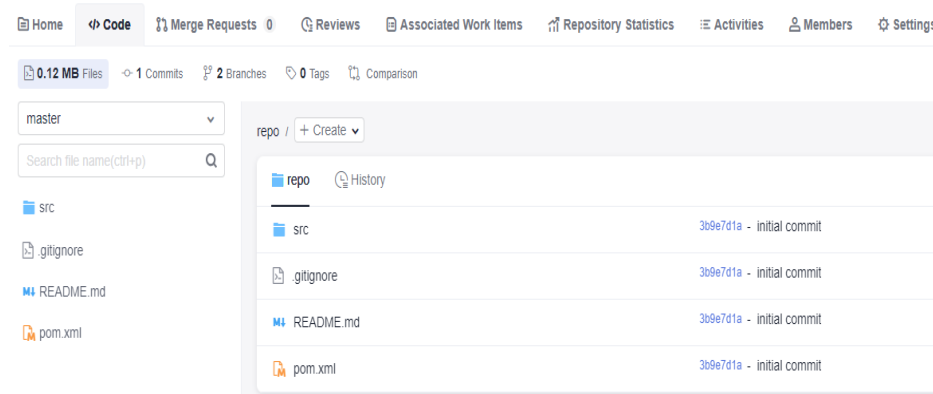 Home Code Merge Requests 0 Reviews Associated Work Items Repository Statistics Activities Members Settings
0.12 MB Files 1 Commits 2 Branches 0 Tags Comparison
master
repo / + Create
Search file name(ctrl+p)
repo History
src
src 3b9e7d1a - initial commit
.gitignore
.gitignore 3b9e7d1a - initial commit
README.md
README.md 3b9e7d1a - initial commit
pom.xml
pom.xml 3b9e7d1a - initial commit